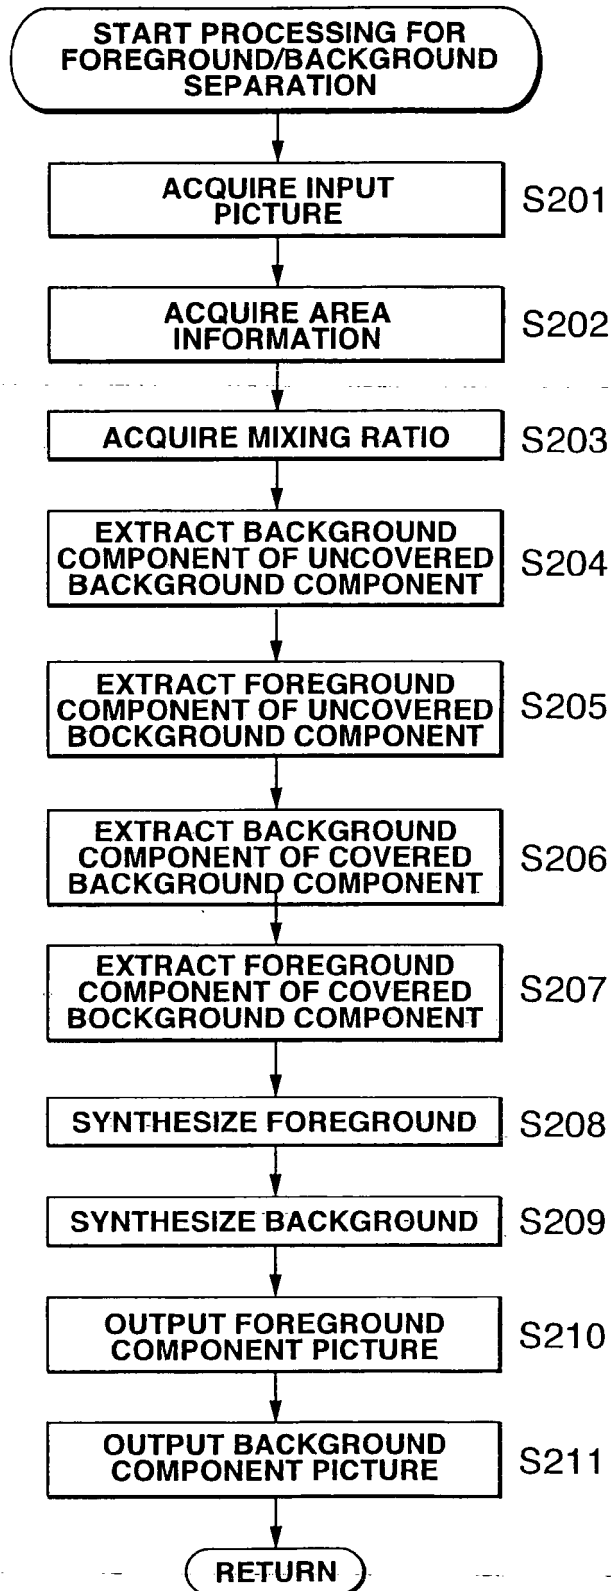 START PROCESSING FOR
FOREGROUND/BACKGROUND
SEPARATION
ACQUIRE INPUT
PICTURE
S201
ACQUIRE AREA
INFORMATION
S202
ACQUIRE MIXING RATIO
S203
EXTRACT BACKGROUND
COMPONENT OF UNCOVERED
BACKGROUND COMPONENT
S204
EXTRACT FOREGROUND
COMPONENT OF UNCOVERED
BOCKGROUND COMPONENT
S205
EXTRACT BACKGROUND
COMPONENT OF COVERED
BACKGROUND COMPONENT
S206
EXTRACT FOREGROUND
COMPONENT OF COVERED
BOCKGROUND COMPONENT
S207
SYNTHESIZE FOREGROUND
S208
SYNTHESIZE BACKGROUND
S209
OUTPUT FOREGROUND
COMPONENT PICTURE
S210
OUTPUT BACKGROUND
COMPONENT PICTURE
S211
RETURN